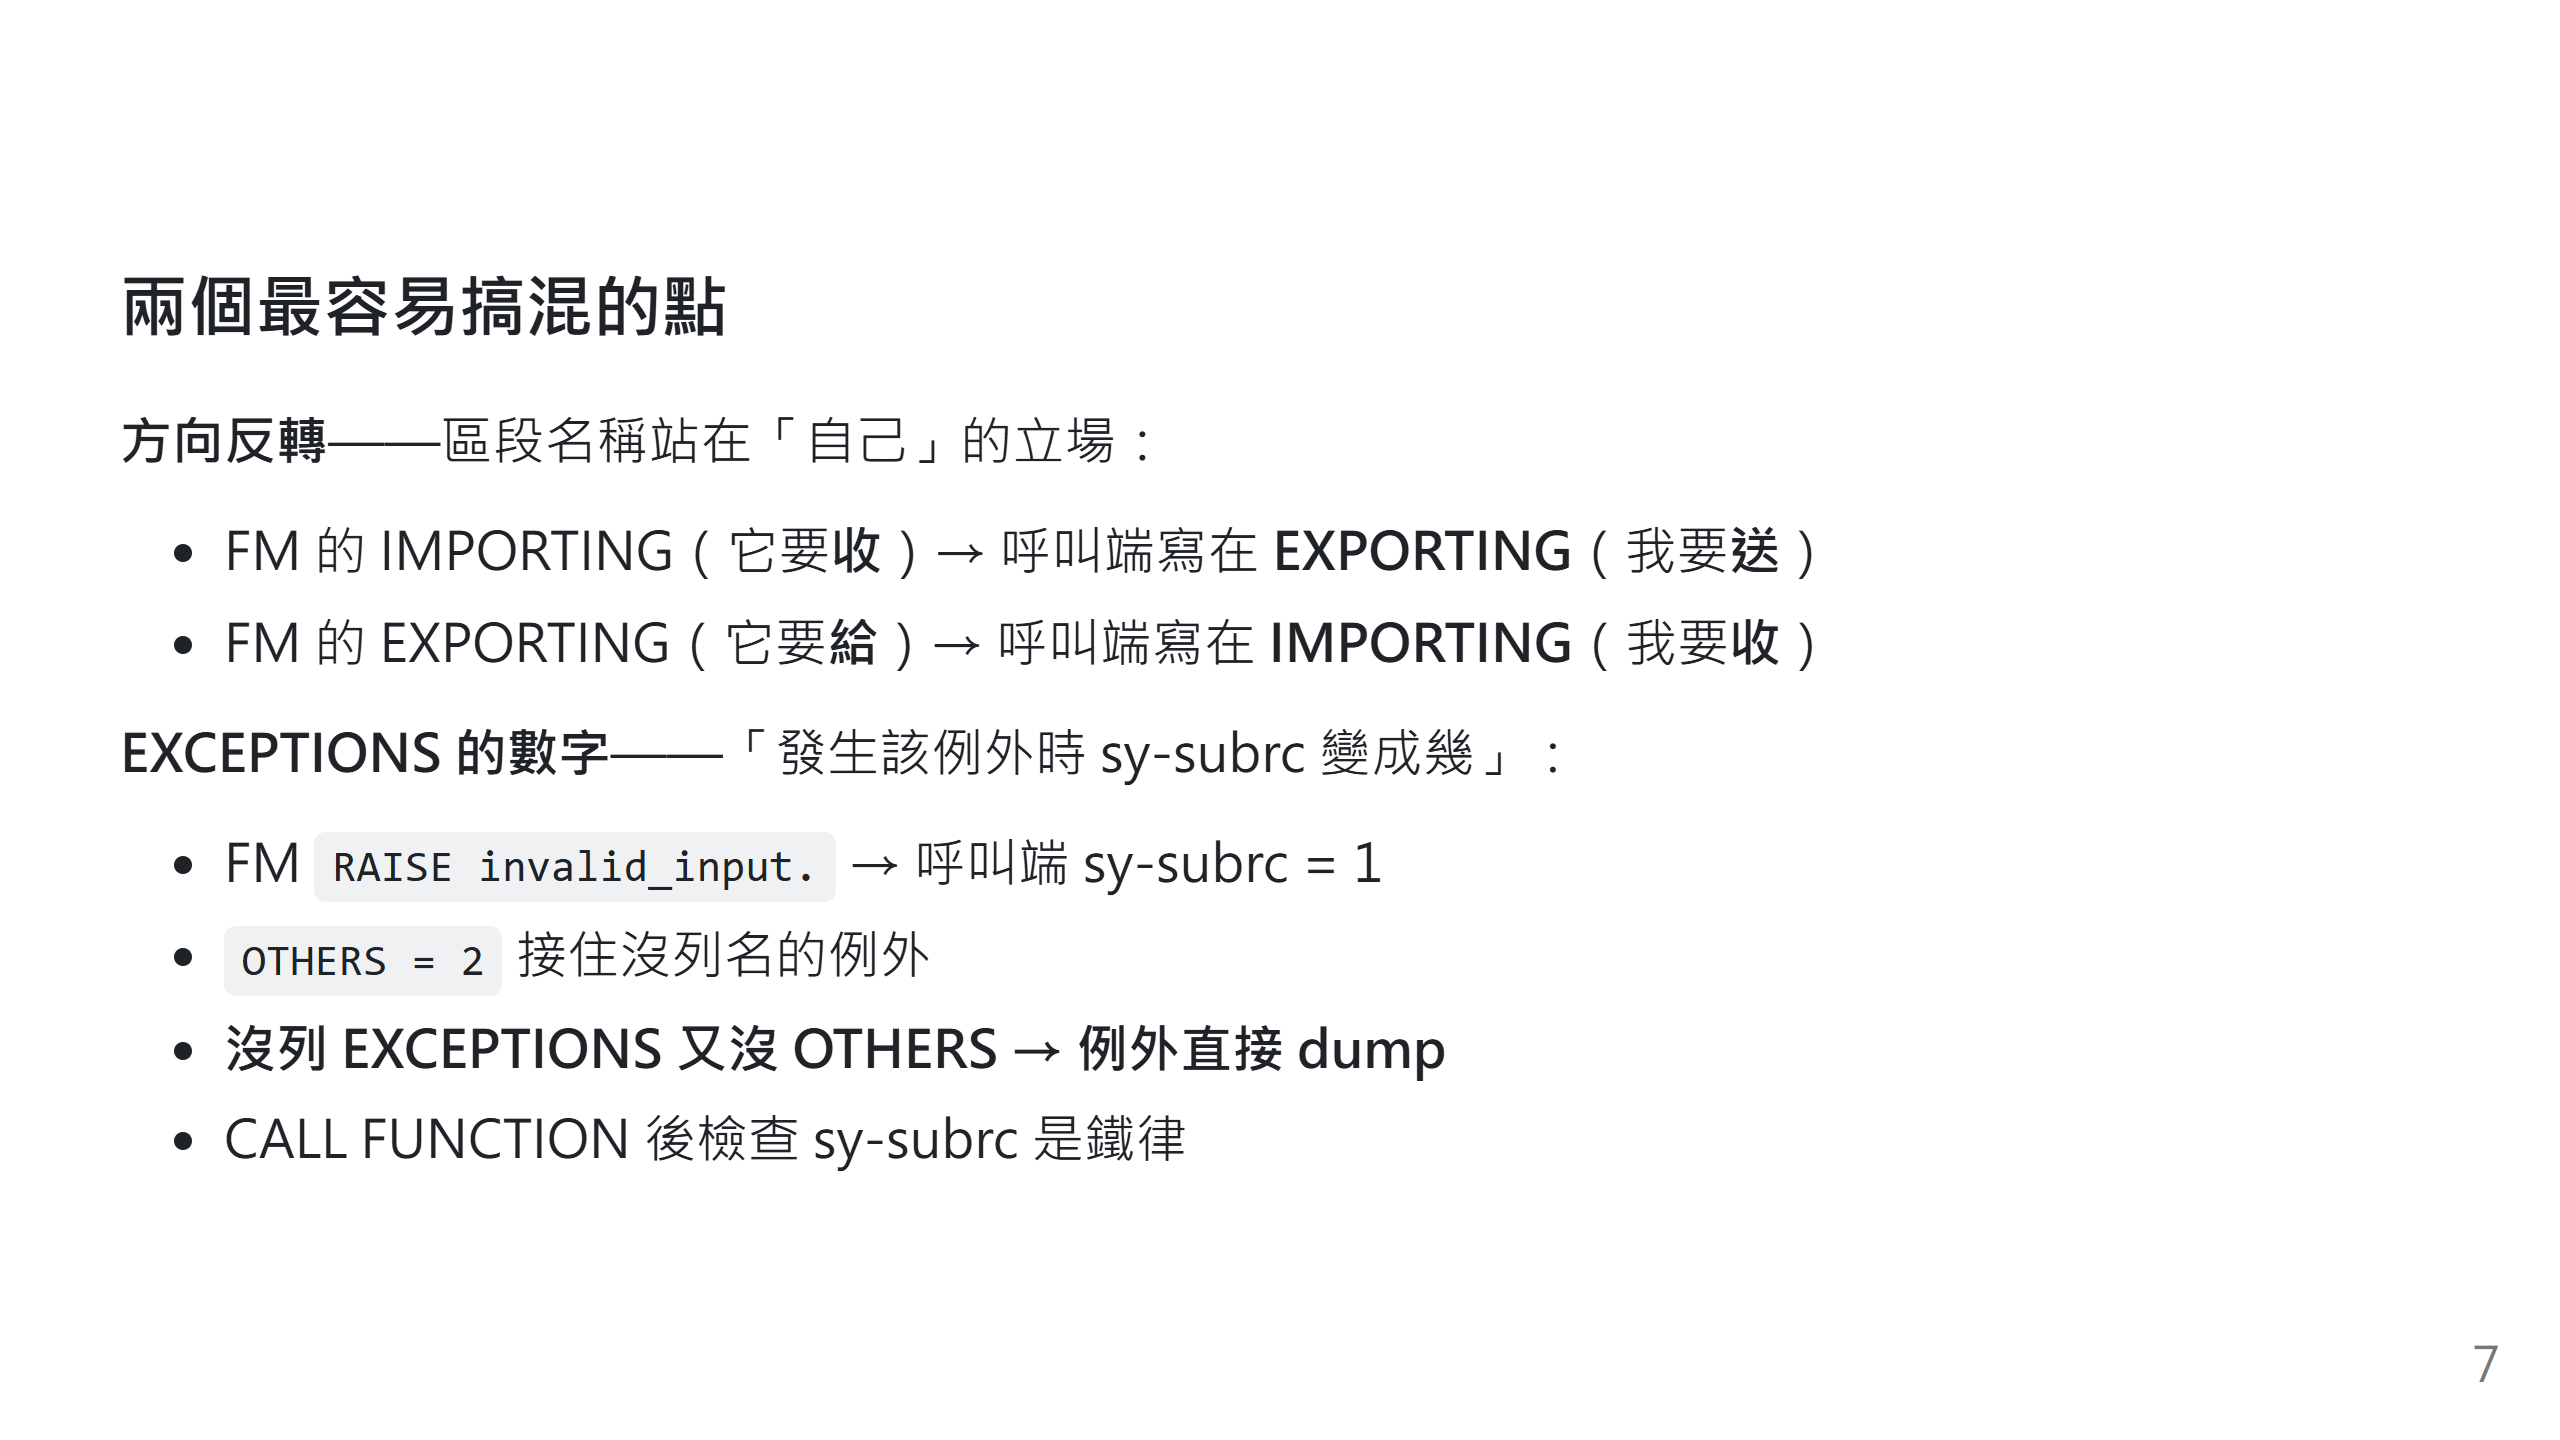 兩個最容易搞混的點
方向反轉——區段名稱站在「自己」的立場：
• FM 的 IMPORTING（它要收）→ 呼叫端寫在 EXPORTING（我要送）
• FM 的 EXPORTING（它要給）→ 呼叫端寫在 IMPORTING（我要收）
EXCEPTIONS 的數字——「發生該例外時 sy-subrc 變成幾」：
• FM RAISE invalid_input. → 呼叫端 sy-subrc = 1
• OTHERS = 2 接住沒列名的例外
• 沒列 EXCEPTIONS 又沒 OTHERS → 例外直接 dump
• CALL FUNCTION 後檢查 sy-subrc 是鐵律
7